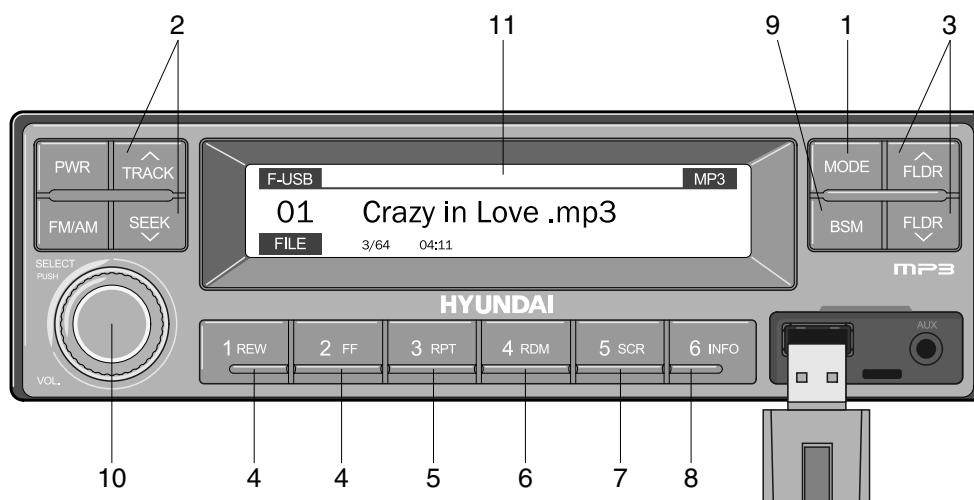 2 11 9 1 3
PWR TRACK
FM/AM SEEK
F-USB MP3
01 Crazy in Love .mp3
FILE 3/64 04:11
MODE FLDR
BSM FLDR
SELECT
PUSH
VOL.
HYUNDAI
MP3
AUX
1 REW 2 FF 3 RPT 4 RDM 5 SCR 6 INFO
10 4 4 5 6 7 8